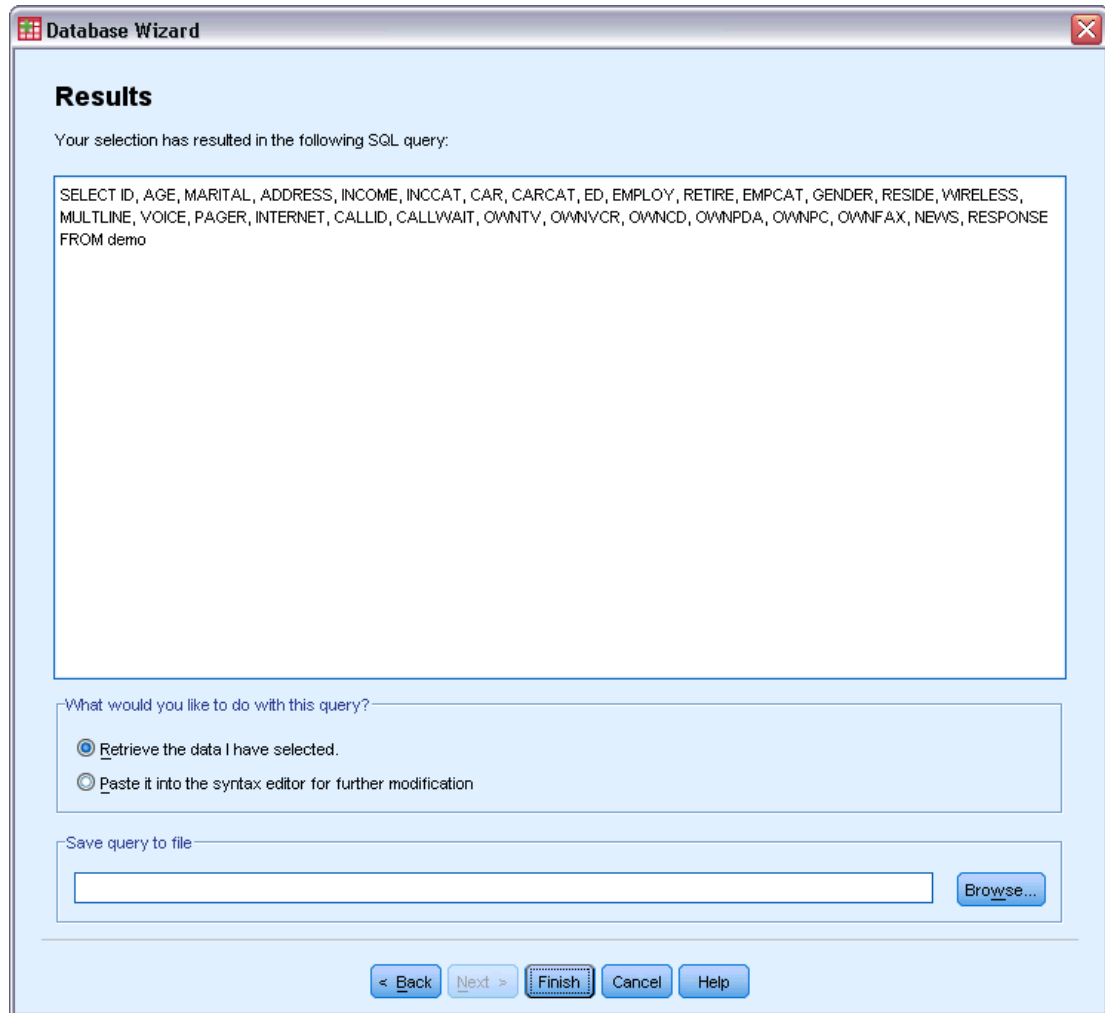 Database Wizard
Results
Your selection has resulted in the following SQL query:
SELECT ID, AGE, MARITAL, ADDRESS, INCOME, INCCAT, CAR, CARCAT, ED, EMPLOY, RETIRE, EMPCAT, GENDER, RESIDE, WIRELESS,
MULTLINE, VOICE, PAGER, INTERNET, CALLID, CALLWAIT, OWNTV, OWNVCR, OWNCD, OWNPDA, OWNPC, OWNFAX, NEWS, RESPONSE
FROM demo
What would you like to do with this query?
Retrieve the data I have selected.
Paste it into the syntax editor for further modification
Save query to file
Browse...
< Back Next > Finish Cancel Help